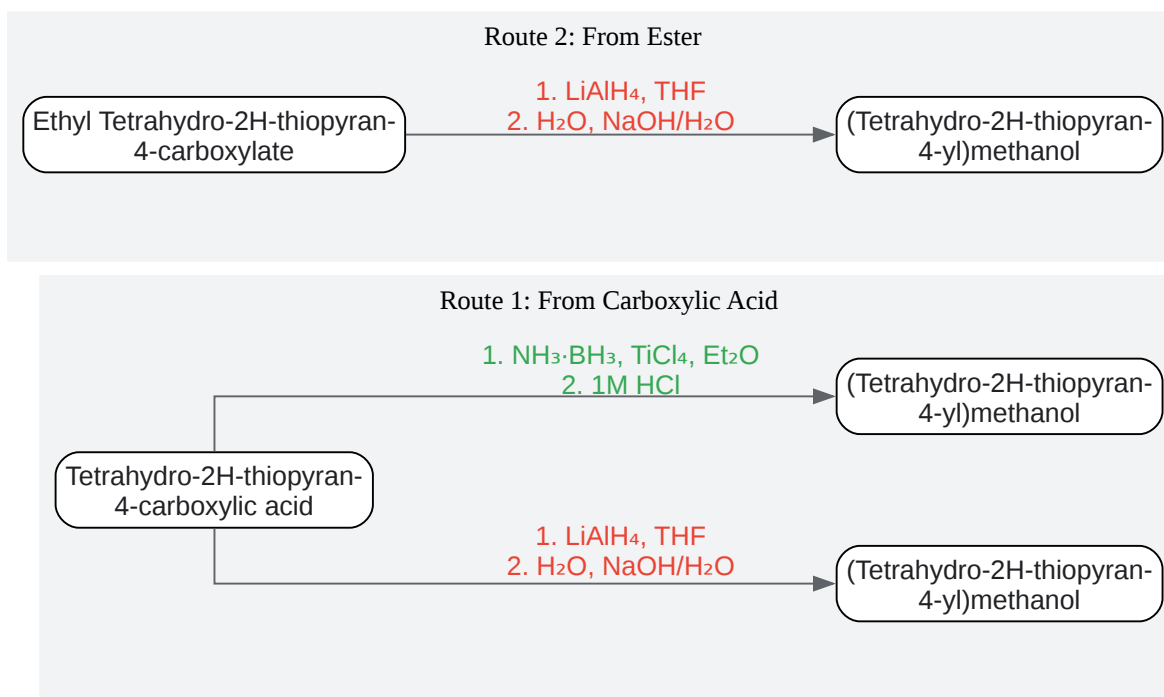 Route 2: From Ester
1. LiAlH₄, THF
2. H₂O, NaOH/H₂O
Ethyl Tetrahydro-2H-thiopyran-
4-carboxylate
(Tetrahydro-2H-thiopyran-
4-yl)methanol
Route 1: From Carboxylic Acid
1. NH₃·BH₃, TiCl₄, Et₂O
2. 1M HCl
(Tetrahydro-2H-thiopyran-
4-yl)methanol
Tetrahydro-2H-thiopyran-
4-carboxylic acid
1. LiAlH₄, THF
2. H₂O, NaOH/H₂O
(Tetrahydro-2H-thiopyran-
4-yl)methanol